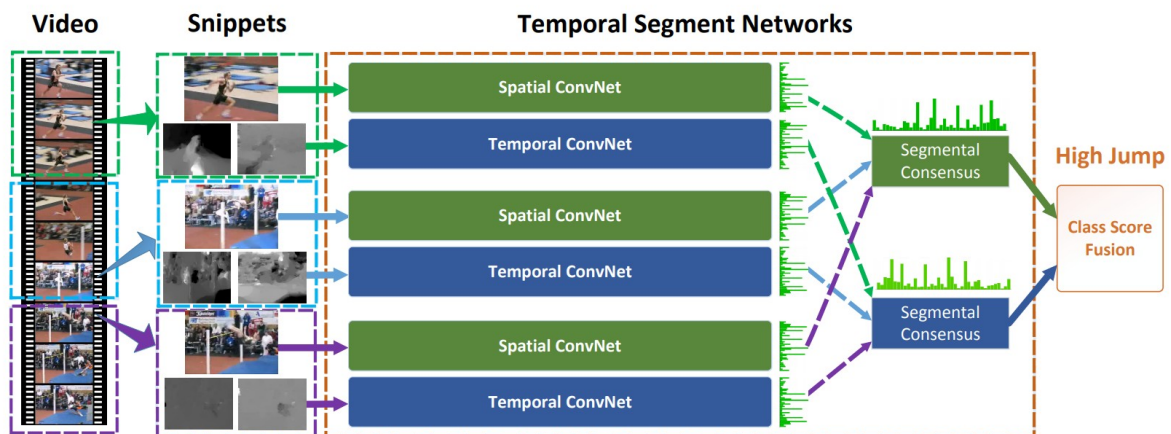 Video
Snippets
Temporal Segment Networks
Spatial ConvNet
Temporal ConvNet
Spatial ConvNet
Temporal ConvNet
Spatial ConvNet
Temporal ConvNet
Segmental
Consensus
Segmental
Consensus
High Jump
Class Score
Fusion